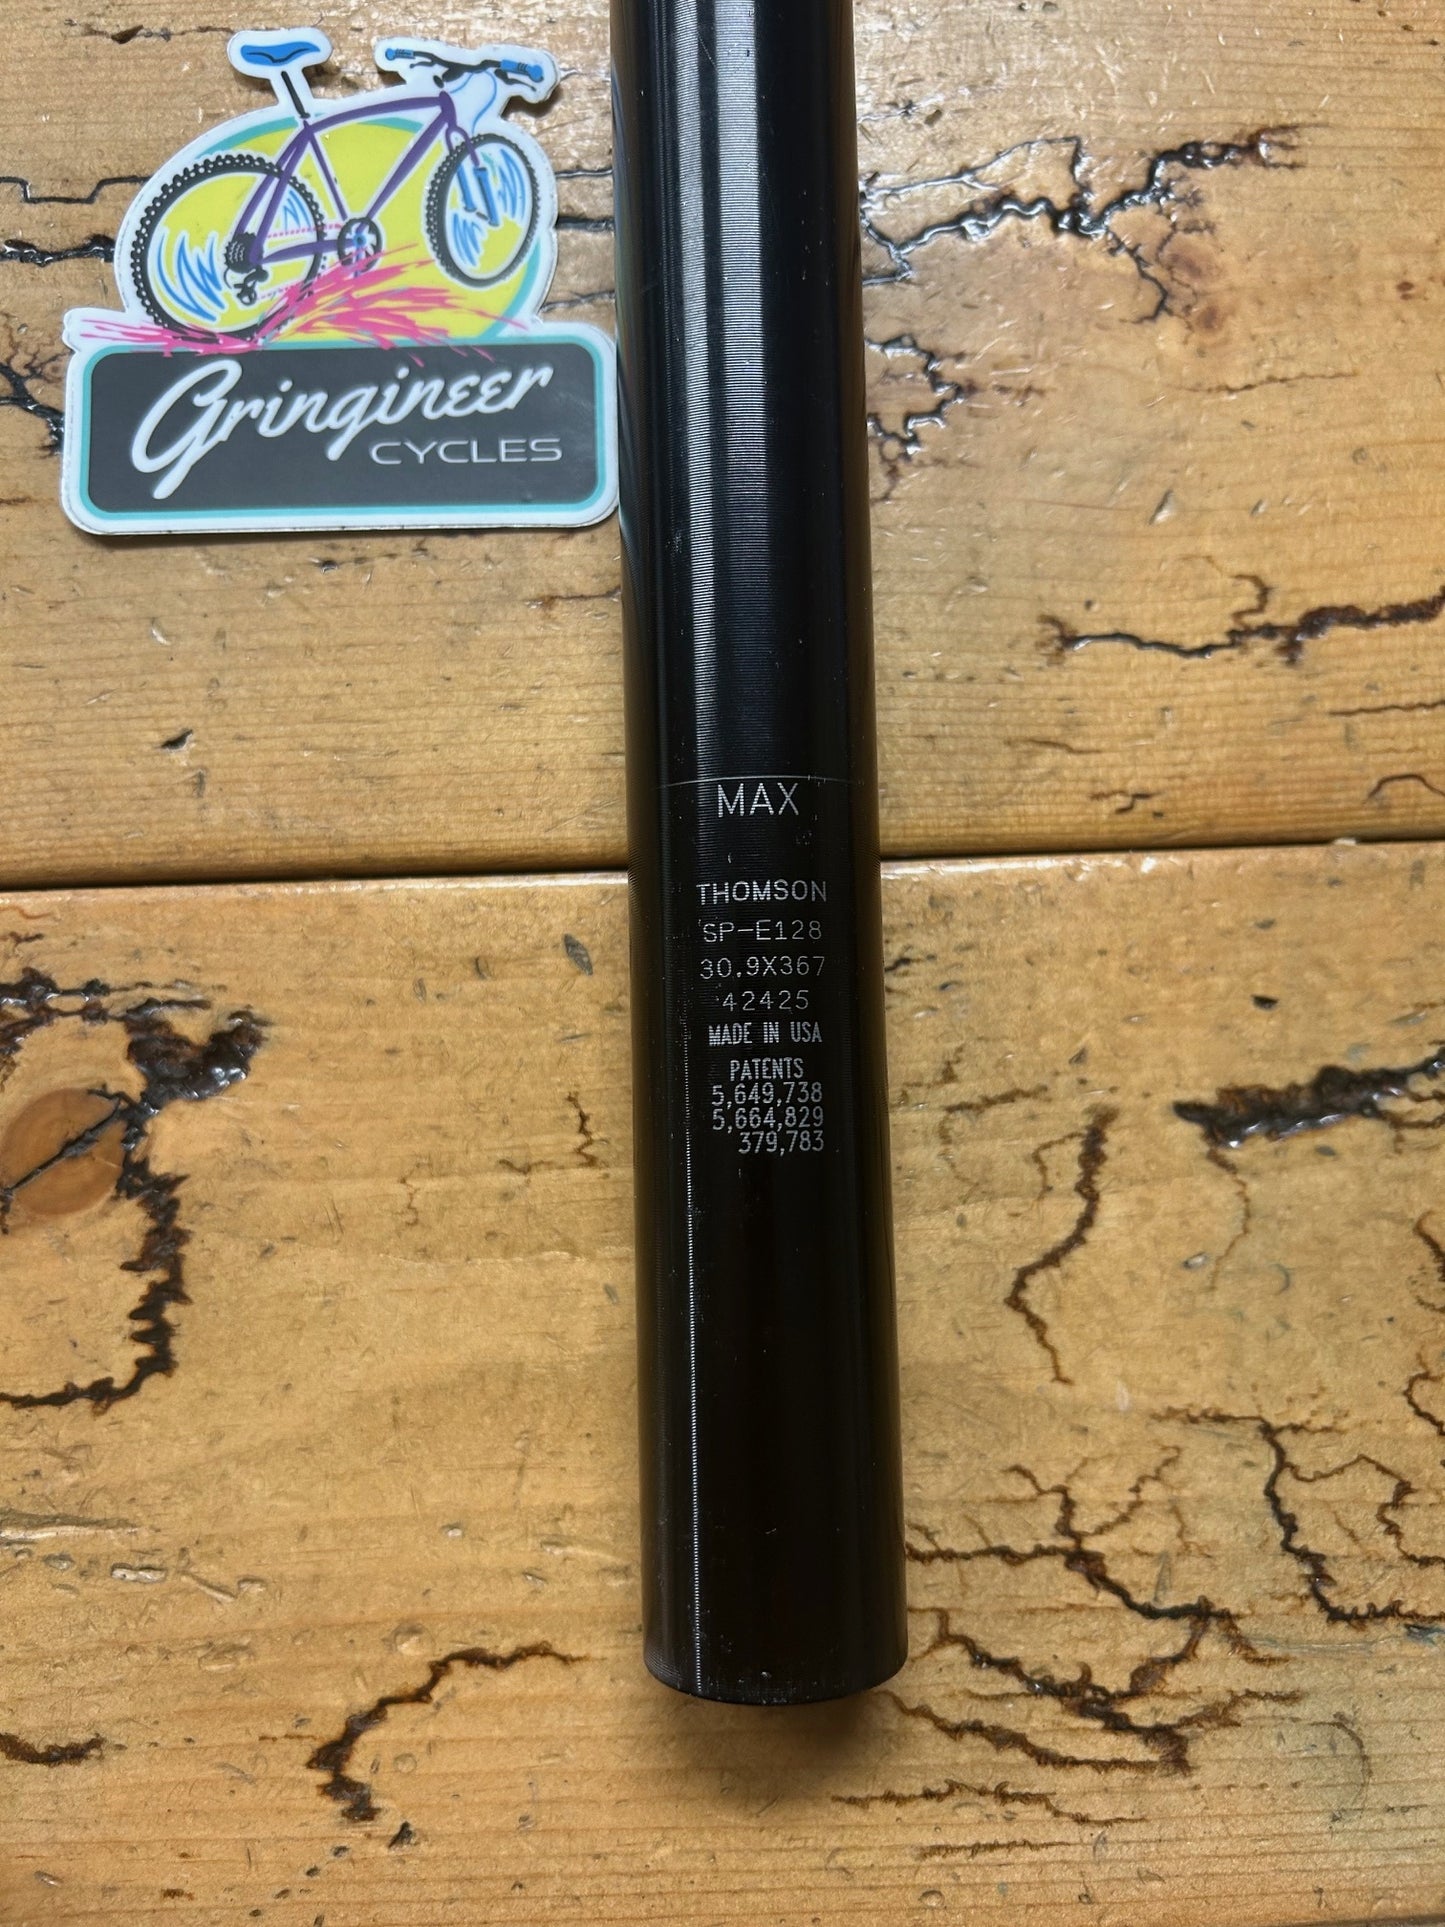 Gringineer
CYCLES
MAX
THOMSON
SP-E128
30.9X367
42425
MADE IN USA
PATENTS
5,649,738
5,664,829
379,783